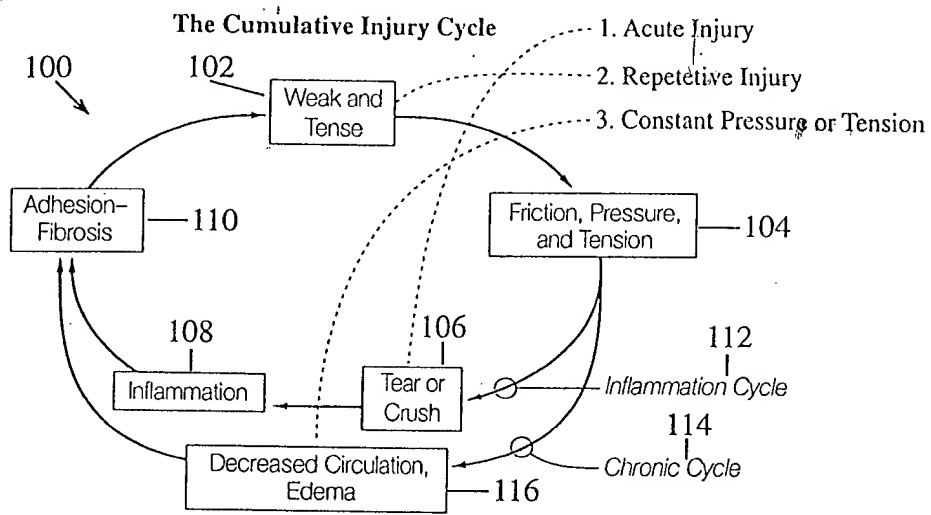 The Cumulative Injury Cycle
1. Acute Injury
100
102
Weak and
Tense
2. Repetetive Injury
3. Constant Pressure or Tension
Adhesion–
Fibrosis
110
Friction, Pressure,
and Tension
104
108
106
112
Inflammation
Tear or
Crush
Inflammation Cycle
114
Decreased Circulation,
Edema
116
Chronic Cycle